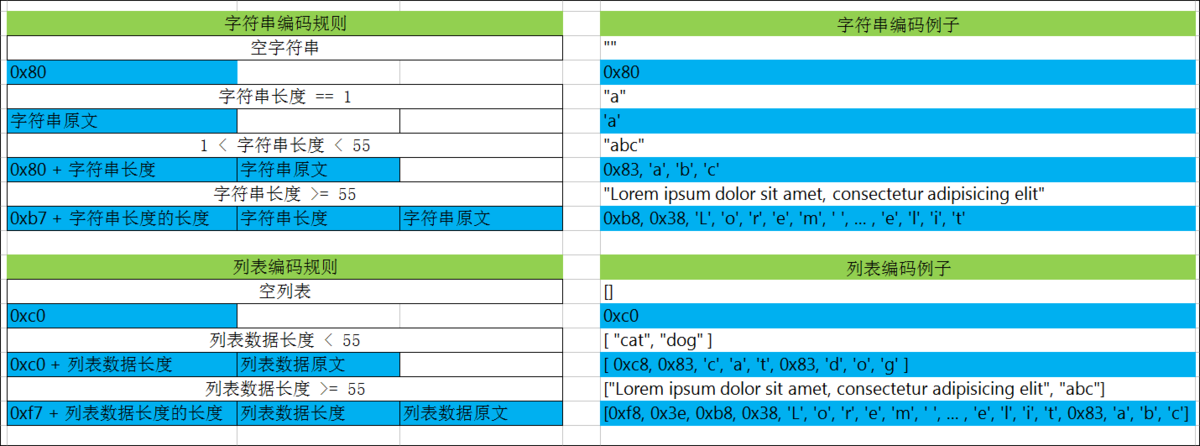 字符串编码规则
空字符串
0x80
字符串长度 == 1
字符串原文
1 < 字符串长度 < 55
0x80 + 字符串长度 字符串原文
字符串长度 >= 55
0xb7 + 字符串长度的长度 字符串长度 字符串原文
列表编码规则
空列表
0xc0
列表数据长度 < 55
0xc0 + 列表数据长度 列表数据原文
列表数据长度 >= 55
0xf7 + 列表数据长度的长度 列表数据长度 列表数据原文
字符串编码例子
""
0x80
"a"
'a'
"abc"
0x83, 'a', 'b', 'c'
"Lorem ipsum dolor sit amet, consectetur adipisicing elit"
0xb8, 0x38, 'L', 'o', 'r', 'e', 'm', ' ', ... , 'e', 'l', 'i', 't'
列表编码例子
[]
0xc0
[ "cat", "dog" ]
[ 0xc8, 0x83, 'c', 'a', 't', 0x83, 'd', 'o', 'g' ]
["Lorem ipsum dolor sit amet, consectetur adipisicing elit", "abc"]
[0xf8, 0x3e, 0xb8, 0x38, 'L', 'o', 'r', 'e', 'm', ' ', ... , 'e', 'l', 'i', 't', 0x83, 'a', 'b', 'c']